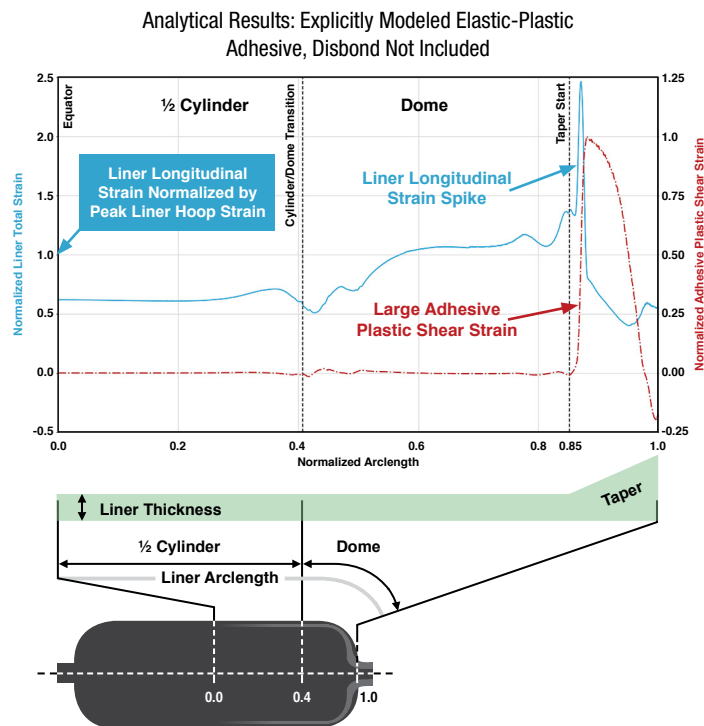 Analytical Results: Explicitly Modeled Elastic-Plastic
Adhesive, Disbond Not Included
2.5
2.0
1.5
1.0
0.5
0.0
-0.5
Normalized Liner Total Strain
1.25
1.0
0.75
0.50
0.25
0.00
-0.25
Normalized Adhesive Plastic Shear Strain
Equator
½ Cylinder
Cylinder/Dome Transition
Dome
Taper Start
Liner Longitudinal
Strain Normalized by
Peak Liner Hoop Strain
Liner Longitudinal
Strain Spike
Large Adhesive
Plastic Shear Strain
0.0
0.2
0.4
0.6
0.8
0.85
1.0
Normalized Arclength
Taper
Liner Thickness
½ Cylinder
Dome
Liner Arclength
0.0
0.4
1.0